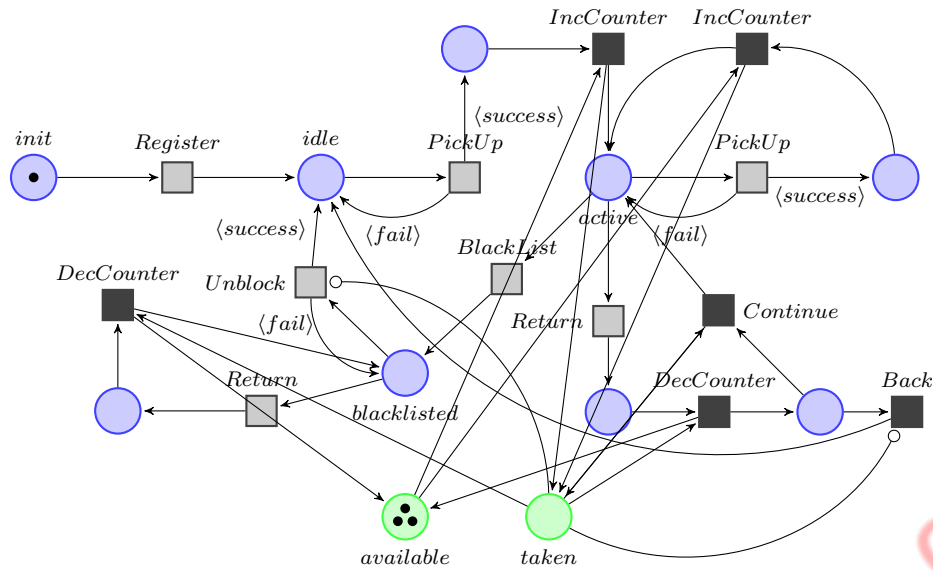 IncCounter
IncCounter
⟨success⟩
init
Register
idle
PickUp
PickUp
⟨success⟩
active
⟨success⟩
⟨fail⟩
⟨fail⟩
BlackList
DecCounter
Unblock
Continue
⟨fail⟩
Return
Return
DecCounter
Back
blacklisted
available
taken